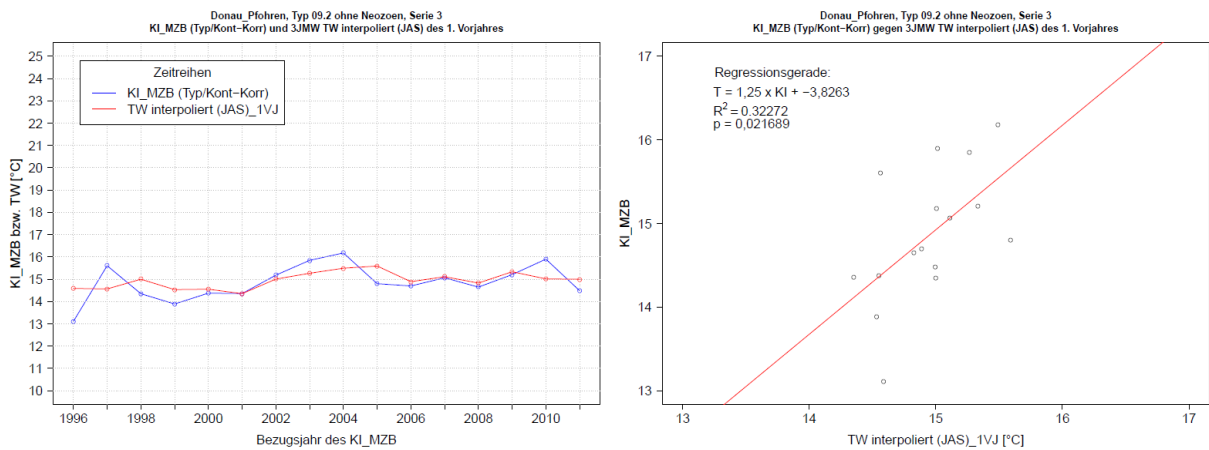 Donau_Pfohren, Typ 09.2 ohne Neozoen, Serie 3
KI_MZB (Typ/Kont−Korr) und 3JMW TW interpoliert (JAS) des 1. Vorjahres
25
24
23
22
21
20
19
18
17
16
15
14
13
12
11
10
KI_MZB bzw. TW [°C]
Zeitreihen
KI_MZB (Typ/Kont−Korr)
TW interpoliert (JAS)_1VJ
1996
1998
2000
2002
2004
2006
2008
2010
Bezugsjahr des KI_MZB
Donau_Pfohren, Typ 09.2 ohne Neozoen, Serie 3
KI_MZB (Typ/Kont−Korr) gegen 3JMW TW interpoliert (JAS) des 1. Vorjahres
17
16
15
14
13
KI_MZB
Regressionsgerade:
T = 1,25 x KI + −3,8263
R² = 0.32272
p = 0,021689
13
14
15
16
17
TW interpoliert (JAS)_1VJ [°C]